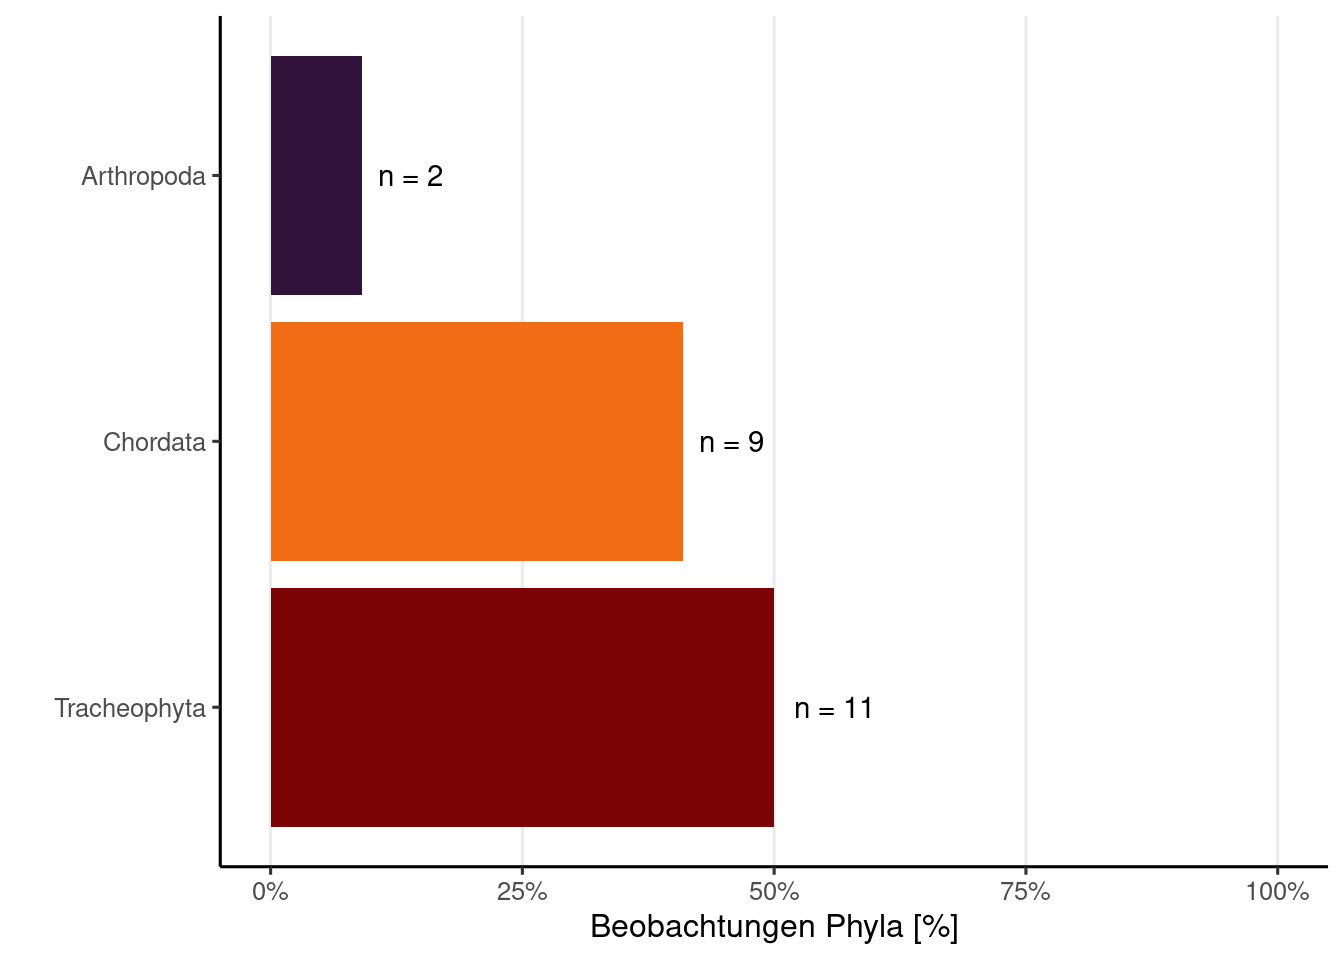 Arthropoda
n = 2
Chordata
n = 9
Tracheophyta
n = 11
0% 25% 50% 75% 100%
Beobachtungen Phyla [%]